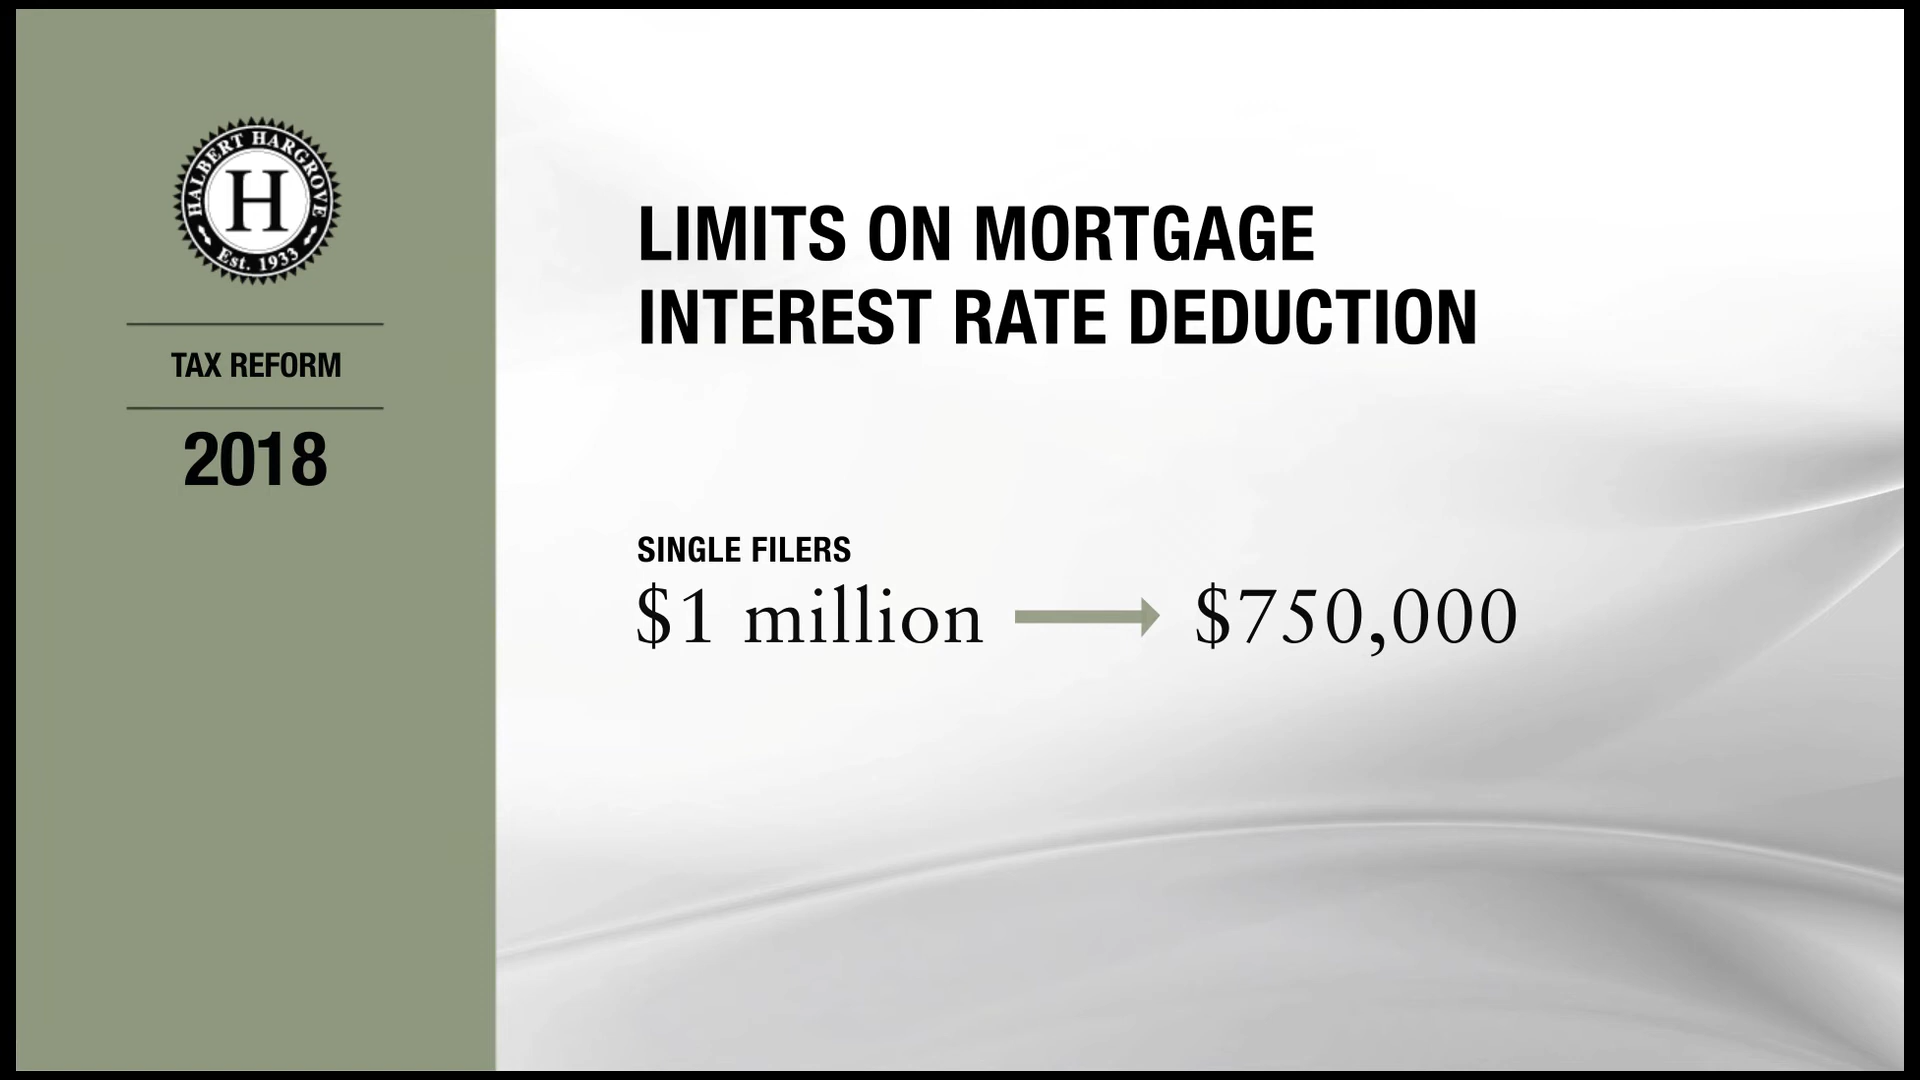 HALBERT HARGROVE
H
Est. 1933
TAX REFORM
2018
LIMITS ON MORTGAGE
INTEREST RATE DEDUCTION
SINGLE FILERS
$1 million $750,000